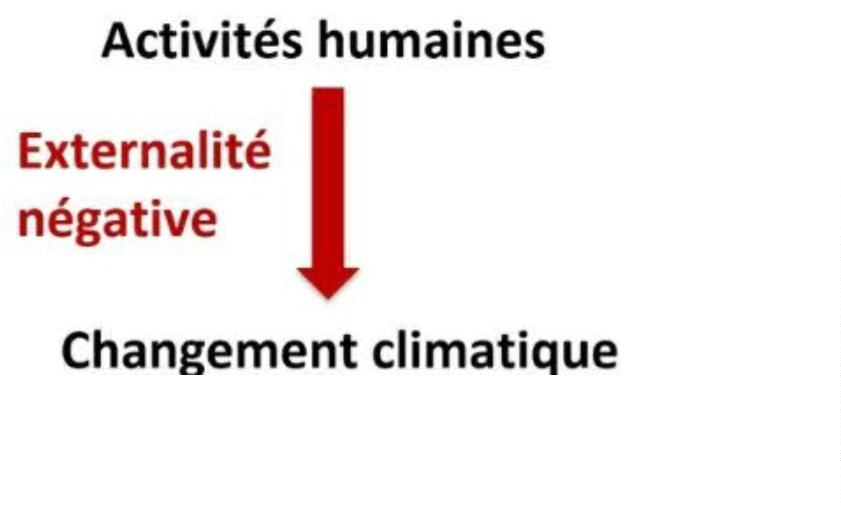 Activités humaines
Externalité
négative
Changement climatique